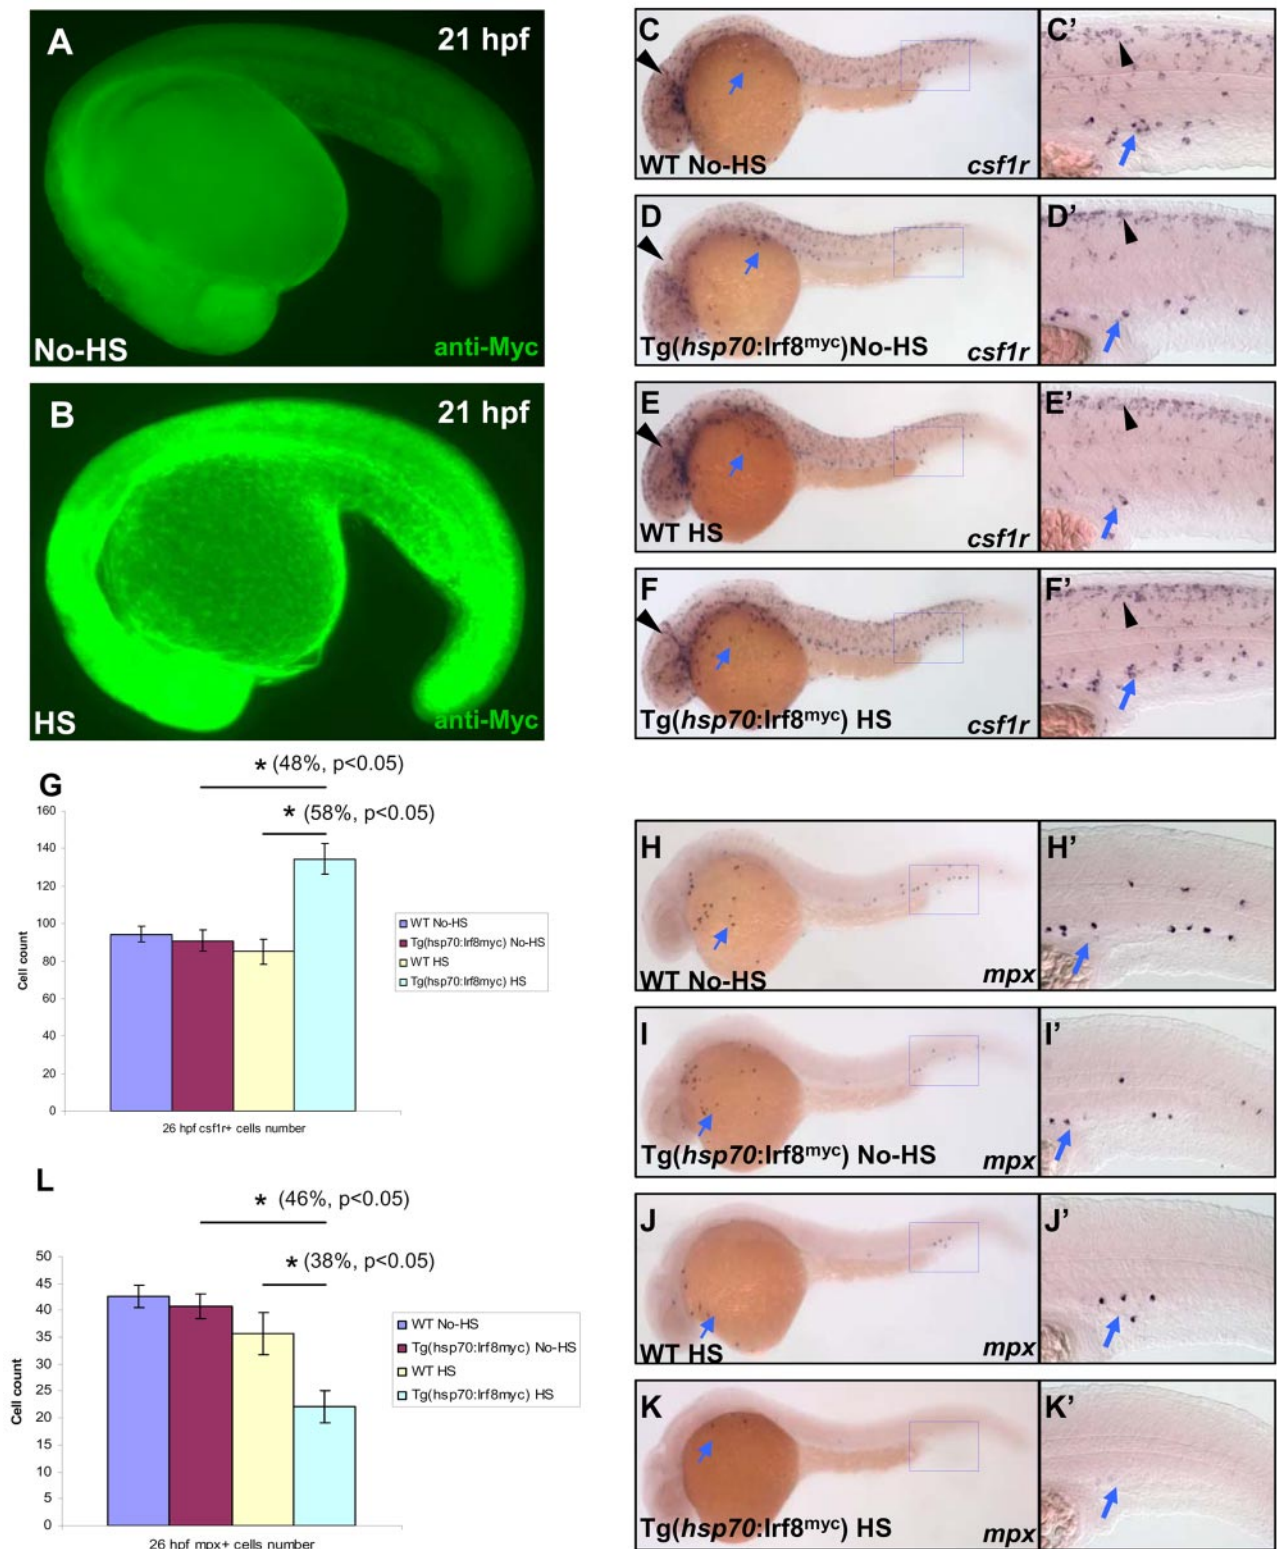 A
21 hpf
No-HS
anti-Myc
B
21 hpf
HS
anti-Myc
C
WT No-HS
csf1r
C'
D
Tg(hsp70:Irf8myc)No-HS
csf1r
D'
E
WT HS
csf1r
E'
F
Tg(hsp70:Irf8myc) HS
csf1r
F'
G
* (48%, p<0.05)
* (58%, p<0.05)
160
140
120
100
80
60
40
20
0
Cell count
26 hpf csf1r+ cells number
WT No-HS
Tg(hsp70:Irf8myc) No-HS
WT HS
Tg(hsp70:Irf8myc) HS
H
WT No-HS
mpx
H'
I
Tg(hsp70:Irf8myc) No-HS
mpx
I'
J
WT HS
mpx
J'
K
Tg(hsp70:Irf8myc) HS
mpx
K'
L
* (46%, p<0.05)
* (38%, p<0.05)
50
45
40
35
30
25
20
15
10
5
0
Cell count
26 hpf mpx+ cells number
WT No-HS
Tg(hsp70:Irf8myc) No-HS
WT HS
Tg(hsp70:Irf8myc) HS